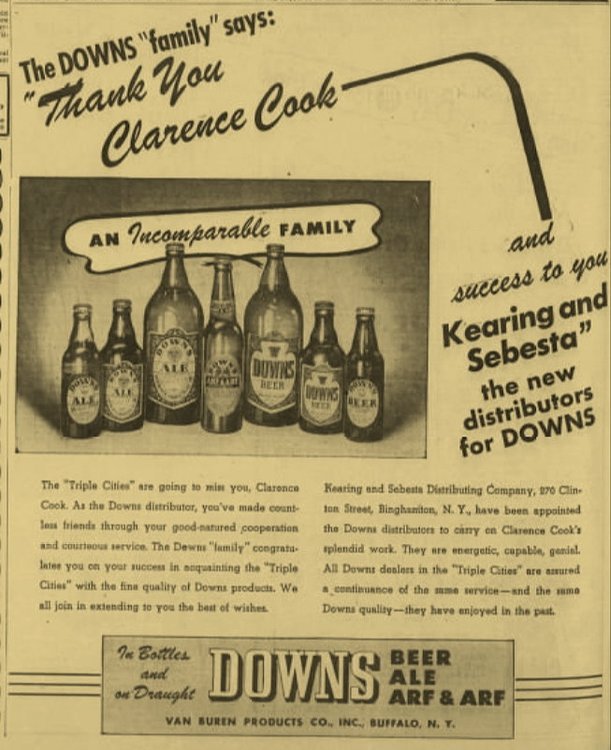 The DOWNS "family" says:
"Thank You
Clarence Cook
and
success to you
Kearing and
Sebesta"
the new
distributors
for DOWNS
AN Incomparable FAMILY
DOWNS
ALE
DOWNS
ALE
DOWNS
ALE
DOWNS
ARF & ARF
DOWNS
BEER
DOWNS
BEER
DOWNS
BEER
The "Triple Cities" are going to miss you, Clarence
Cook. As the Downs distributor, you've made count-
less friends through your good-natured cooperation
and courteous service. The Downs "family" congratu-
lates you on your success in acquainting the "Triple
Cities" with the fine quality of Downs products. We
all join in extending to you the best of wishes.
Kearing and Sebesta Distributing Company, 270 Clin-
ton Street, Binghamton, N. Y., have been appointed
the Downs distributors to carry on Clarence Cook's
splendid work. They are energetic, capable, genial.
All Downs dealers in the "Triple Cities" are assured
a continuance of the same service—and the same
Downs quality—they have enjoyed in the past.
In Bottles
and
on Draught
DOWNS
BEER
ALE
ARF & ARF
VAN BUREN PRODUCTS CO., INC., BUFFALO, N. Y.